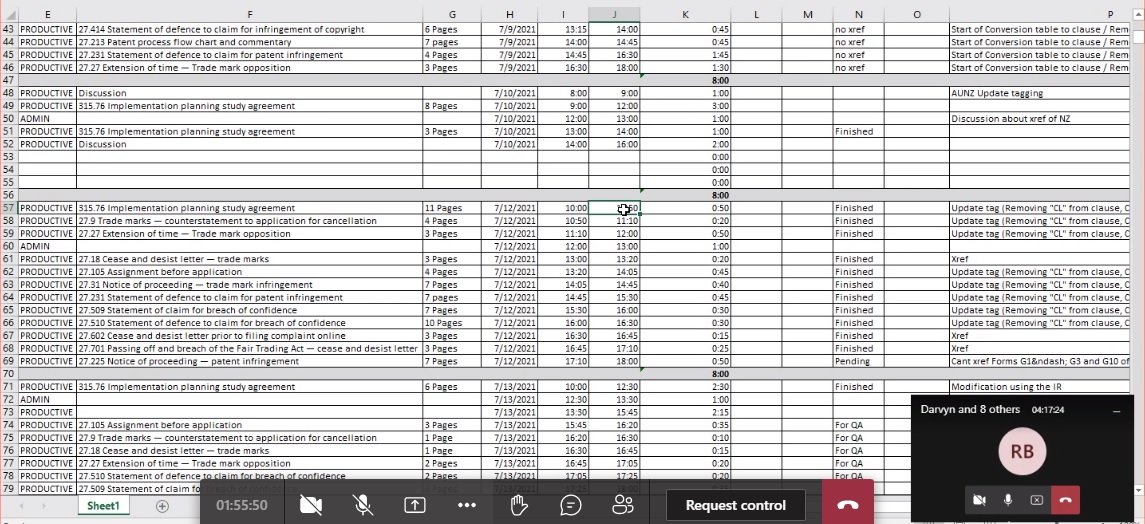 E F G H I J K L M N O P
43 PRODUCTIVE 27.414 Statement of defence to claim for infringement of copyright 6 Pages 7/9/2021 13:15 14:00 0:45 no xref Start of Conversion table to clause / Rem
44 PRODUCTIVE 27.213 Patent process flow chart and commentary 7 pages 7/9/2021 14:00 14:45 0:45 no xref Start of Conversion table to clause / Rem
45 PRODUCTIVE 27.231 Statement of defence to claim for patent infringement 4 Pages 7/9/2021 14:45 16:30 1:45 no xref Start of Conversion table to clause / Rem
46 PRODUCTIVE 27.27 Extension of time — Trade mark opposition 3 Pages 7/9/2021 16:30 18:00 1:30 no xref Start of Conversion table to clause / Rem
47 8:00
48 PRODUCTIVE Discussion 7/10/2021 8:00 9:00 1:00 AUNZ Update tagging
49 PRODUCTIVE 315.76 Implementation planning study agreement 8 Pages 7/10/2021 9:00 12:00 3:00
50 ADMIN 7/10/2021 12:00 13:00 1:00 Discussion about xref of NZ
51 PRODUCTIVE 315.76 Implementation planning study agreement 3 Pages 7/10/2021 13:00 14:00 1:00 Finished
52 PRODUCTIVE Discussion 7/10/2021 14:00 16:00 2:00
53 0:00
54 0:00
55 0:00
56 8:00
57 PRODUCTIVE 315.76 Implementation planning study agreement 11 Pages 7/12/2021 10:00 0:50 Finished Update tag (Removing "CL" from clause, C
58 PRODUCTIVE 27.9 Trade marks — counterstatement to application for cancellation 4 Pages 7/12/2021 10:50 11:10 0:20 Finished Update tag (Removing "CL" from clause, C
59 PRODUCTIVE 27.27 Extension of time — Trade mark opposition 3 Pages 7/12/2021 11:10 12:00 0:50 Finished Update tag (Removing "CL" from clause, C
60 ADMIN 7/12/2021 12:00 13:00 1:00
61 PRODUCTIVE 27.18 Cease and desist letter — trade marks 3 Pages 7/12/2021 13:00 13:20 0:20 Finished Xref
62 PRODUCTIVE 27.105 Assignment before application 4 Pages 7/12/2021 13:20 14:05 0:45 Finished Update tag (Removing "CL" from clause, C
63 PRODUCTIVE 27.31 Notice of proceeding — trade mark infringement 7 Pages 7/12/2021 14:05 14:45 0:40 Finished Update tag (Removing "CL" from clause, C
64 PRODUCTIVE 27.231 Statement of defence to claim for patent infringement 7 pages 7/12/2021 14:45 15:30 0:45 Finished Update tag (Removing "CL" from clause, C
65 PRODUCTIVE 27.509 Statement of claim for breach of confidence 7 Pages 7/12/2021 15:30 16:00 0:30 Finished Update tag (Removing "CL" from clause, C
66 PRODUCTIVE 27.510 Statement of defence to claim for breach of confidence 10 Pages 7/12/2021 16:00 16:30 0:30 Finished Update tag (Removing "CL" from clause, C
67 PRODUCTIVE 27.602 Cease and desist letter prior to filing complaint online 3 Pages 7/12/2021 16:30 16:45 0:15 Finished Xref
68 PRODUCTIVE 27.701 Passing off and breach of the Fair Trading Act — cease and desist letter 3 Pages 7/12/2021 16:45 17:10 0:25 Finished Xref
69 PRODUCTIVE 27.225 Notice of proceeding — patent infringement 7 Pages 7/12/2021 17:10 18:00 0:50 Pending Cant xref Forms G1&ndash; G3 and G10 of
70 8:00
71 PRODUCTIVE 315.76 Implementation planning study agreement 6 Pages 7/13/2021 10:00 12:30 2:30 Finished Modification using the IR
72 ADMIN 7/13/2021 12:30 13:30 1:00
73 PRODUCTIVE 7/13/2021 13:30 15:45 2:15
74 PRODUCTIVE 27.105 Assignment before application 3 Pages 7/13/2021 15:45 16:20 0:35 For QA
75 PRODUCTIVE 27.9 Trade marks — counterstatement to application for cancellation 1 Page 7/13/2021 16:20 16:30 0:10 For QA
76 PRODUCTIVE 27.18 Cease and desist letter — trade marks 1 Page 7/13/2021 16:30 16:45 0:15 For QA
77 PRODUCTIVE 27.27 Extension of time — Trade mark opposition 2 Pages 7/13/2021 16:45 17:05 0:20 For QA
78 PRODUCTIVE 27.510 Statement of defence to claim for breach of confidence 2 Pages 7/13/2021 17:05 17:25 0:20 For QA
79 PRODUCTIVE 27.509 Statement of claim fo
Sheet1
01:55:50
Request control
Darvyn and 8 others 04:17:24
RB